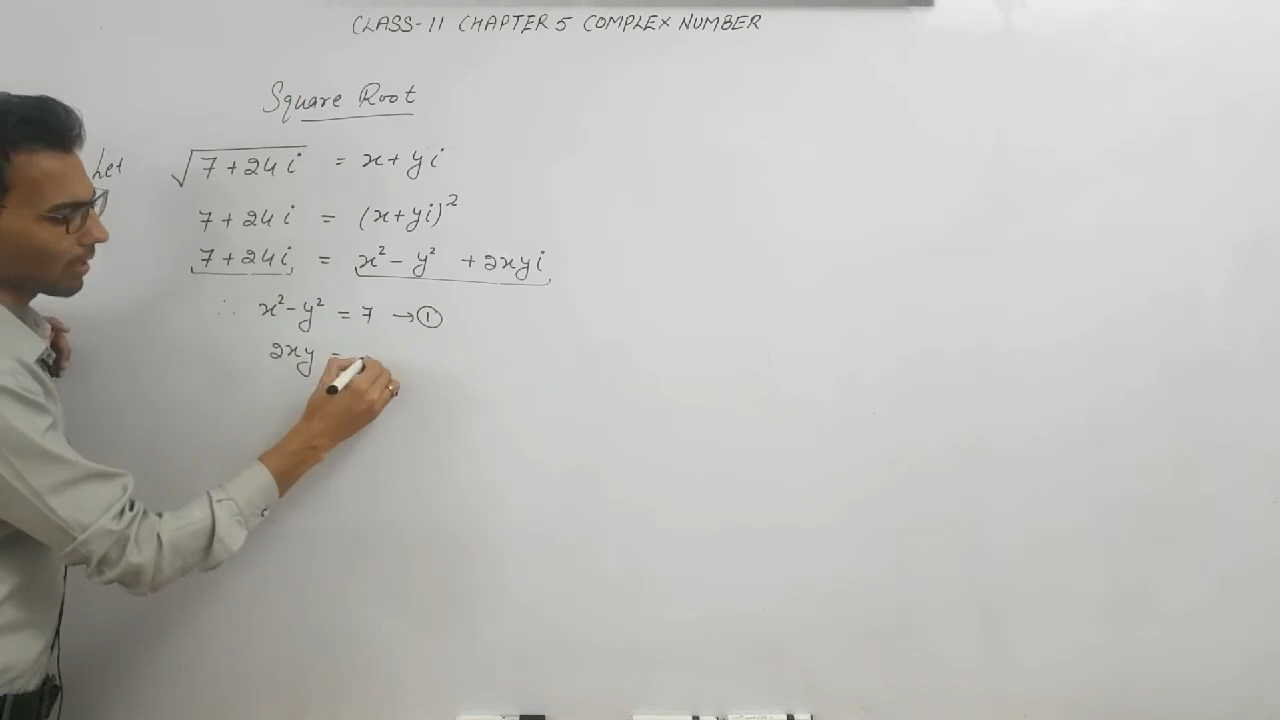 CLASS-11 CHAPTER 5 COMPLEX NUMBER
Square Root
Let √7+24i = x+yi
7+24i = (x+yi)²
7+24i = x²-y² +2xyi
∴ x²-y² = 7 →①
2xy =